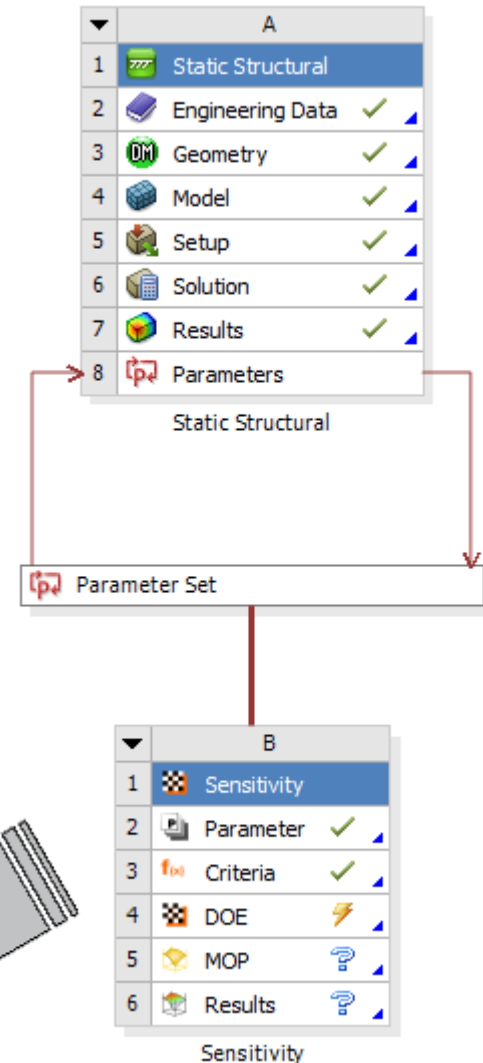 A
1 Static Structural
2 Engineering Data
3 DM Geometry
4 Model
5 Setup
6 Solution
7 Results
8 p Parameters
Static Structural
p Parameter Set
B
1 Sensitivity
2 P Parameter
3 f(x) Criteria
4 DOE
5 MOP
6 Results
Sensitivity